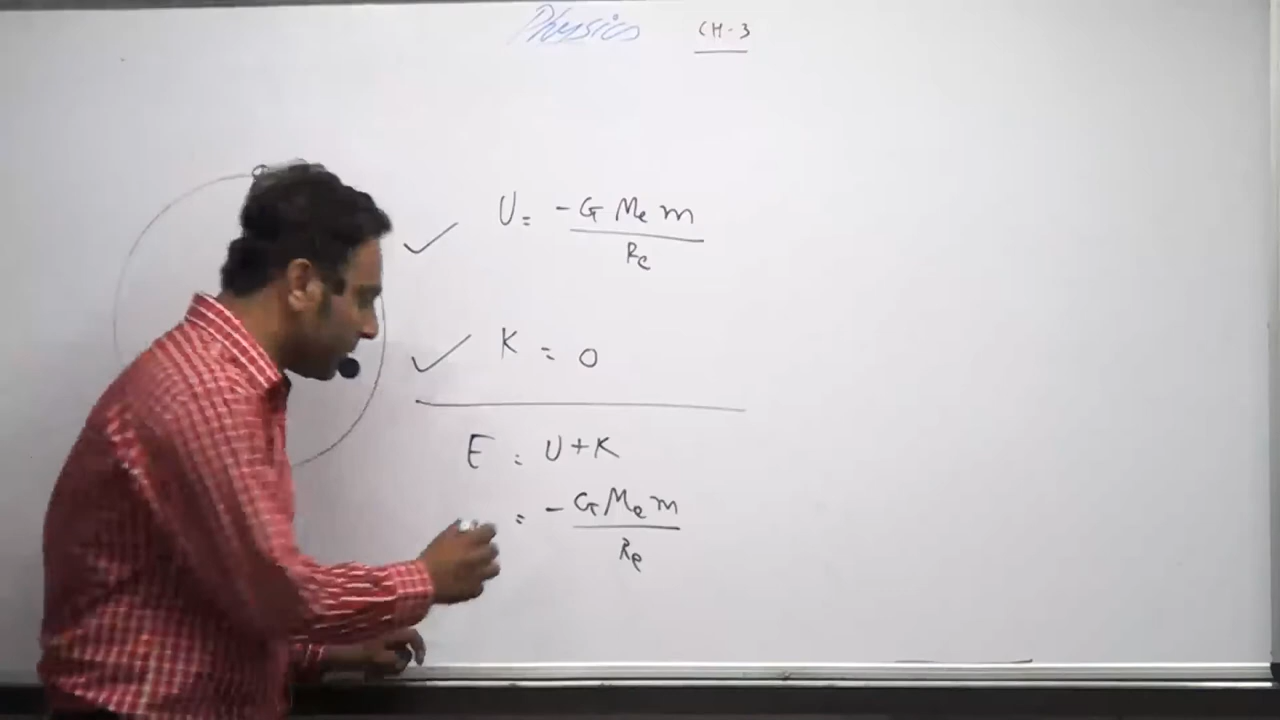 Physics CH-3
U = -G Me m / Re
K = 0
E = U + K
= -G Me m / Re